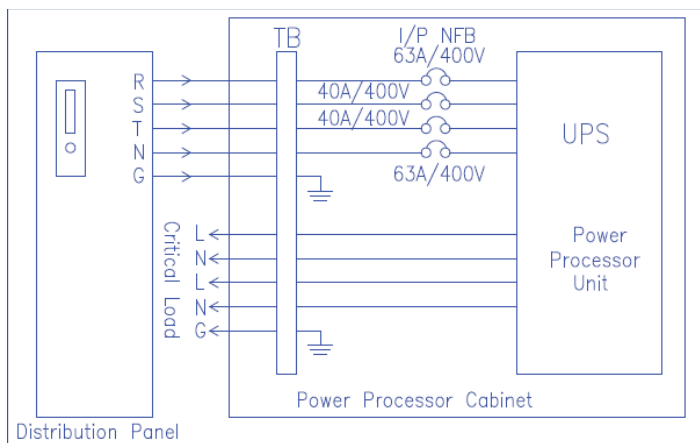 TB
I/P NFB
63A/400V
R
40A/400V
S
40A/400V
T
N
63A/400V
G
UPS
Critical Load
L
N
L
N
G
Power
Processor
Unit
Power Processor Cabinet
Distribution Panel